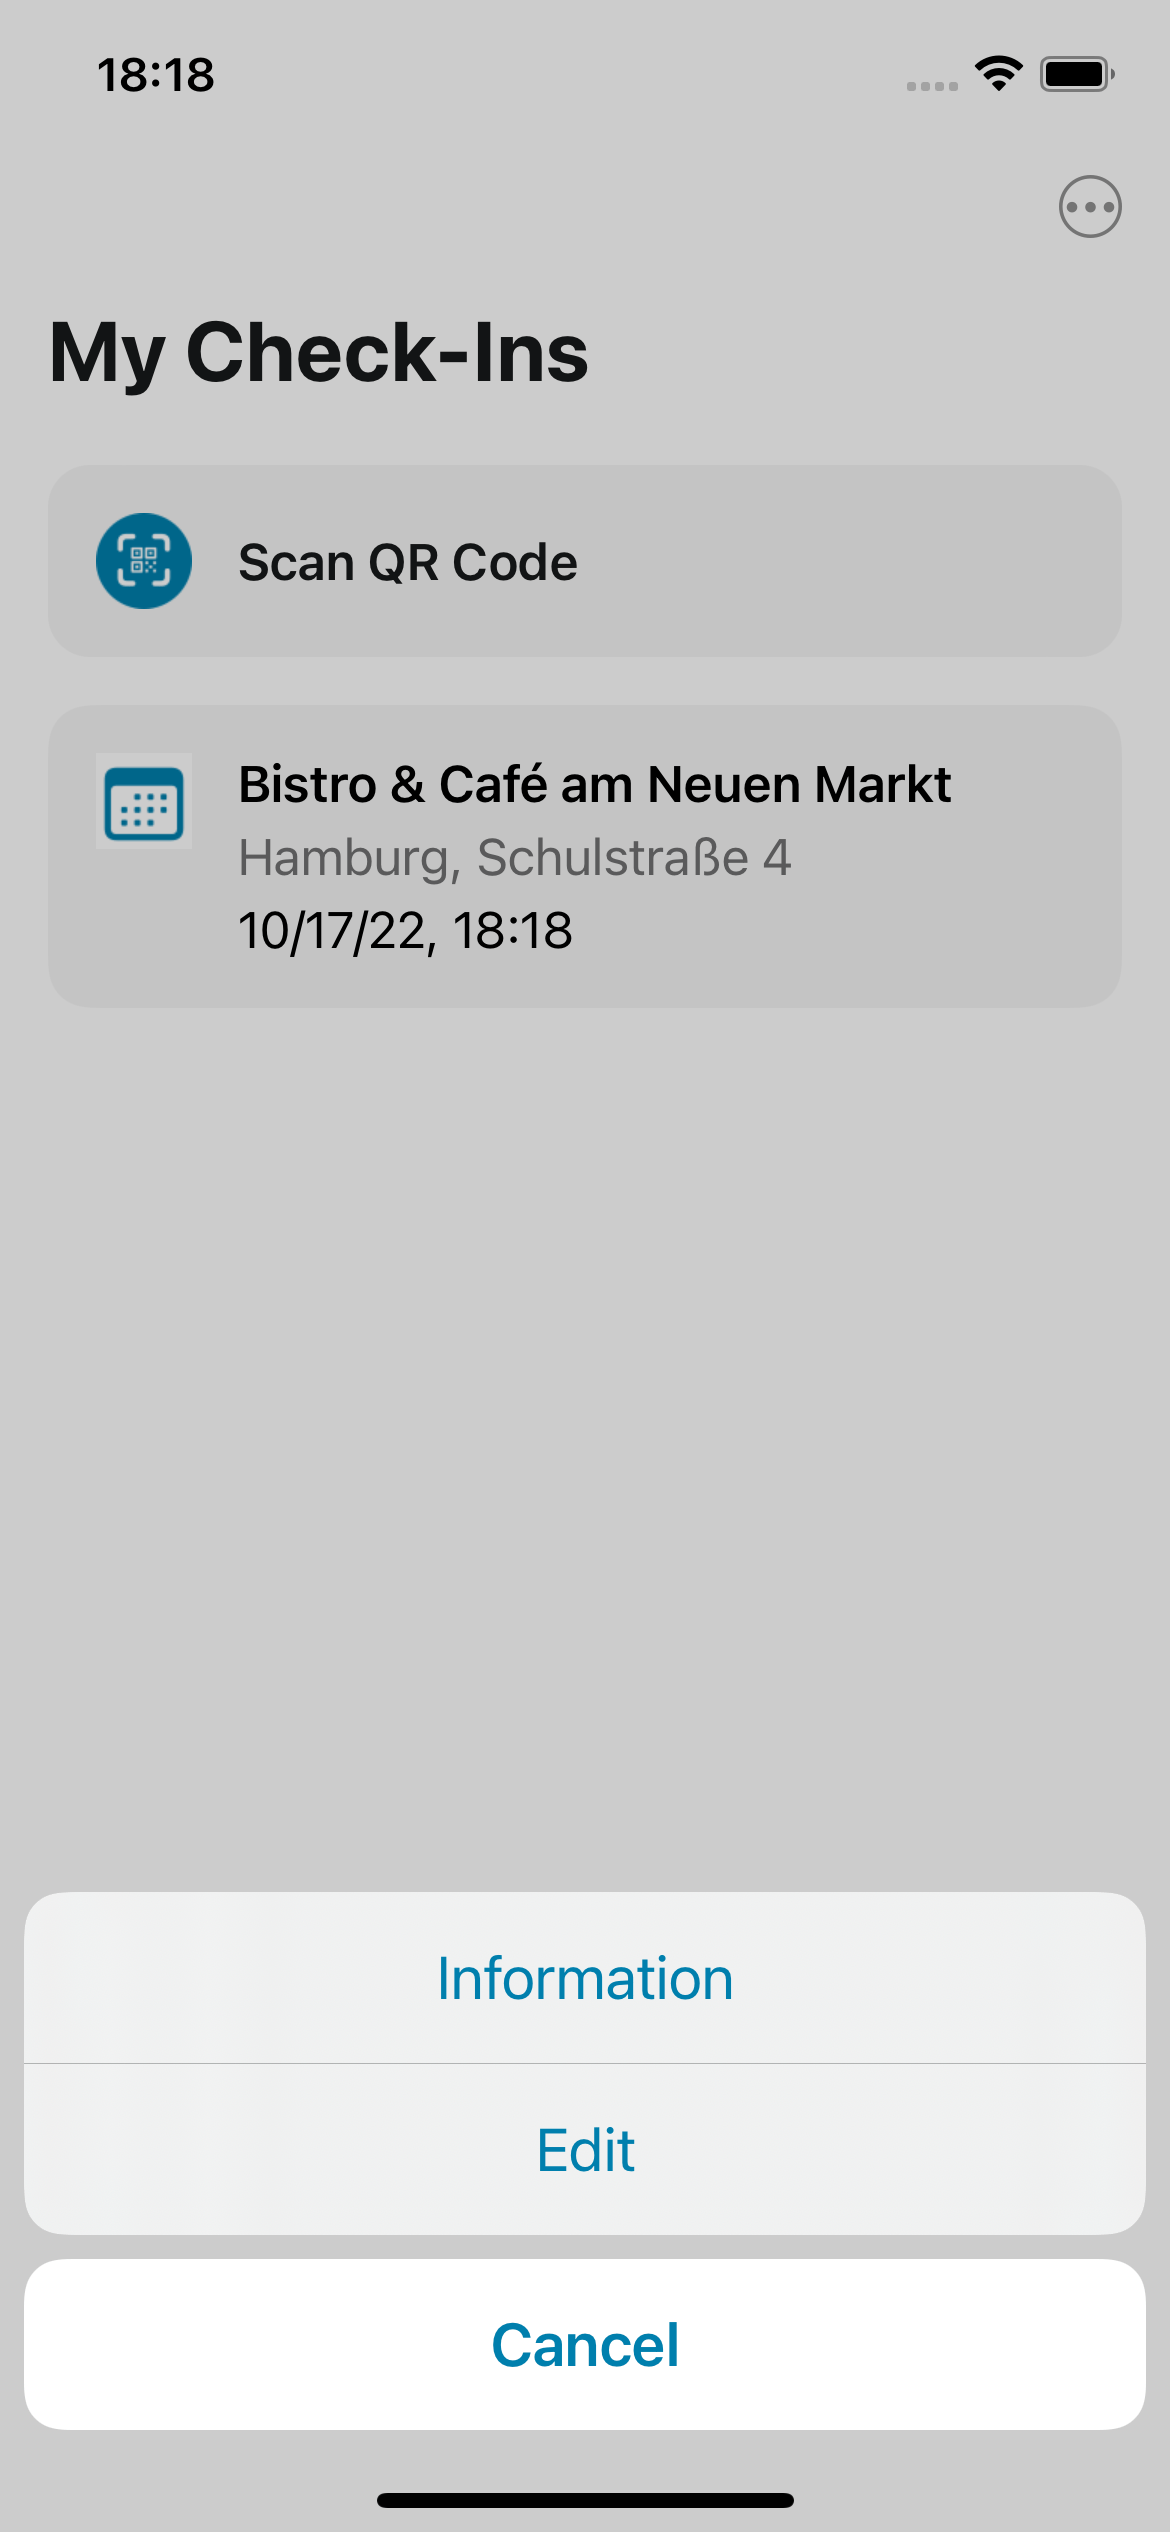 18:18
My Check-Ins
Scan QR Code
Bistro & Café am Neuen Markt
Hamburg, Schulstraße 4
10/17/22, 18:18
Information
Edit
Cancel